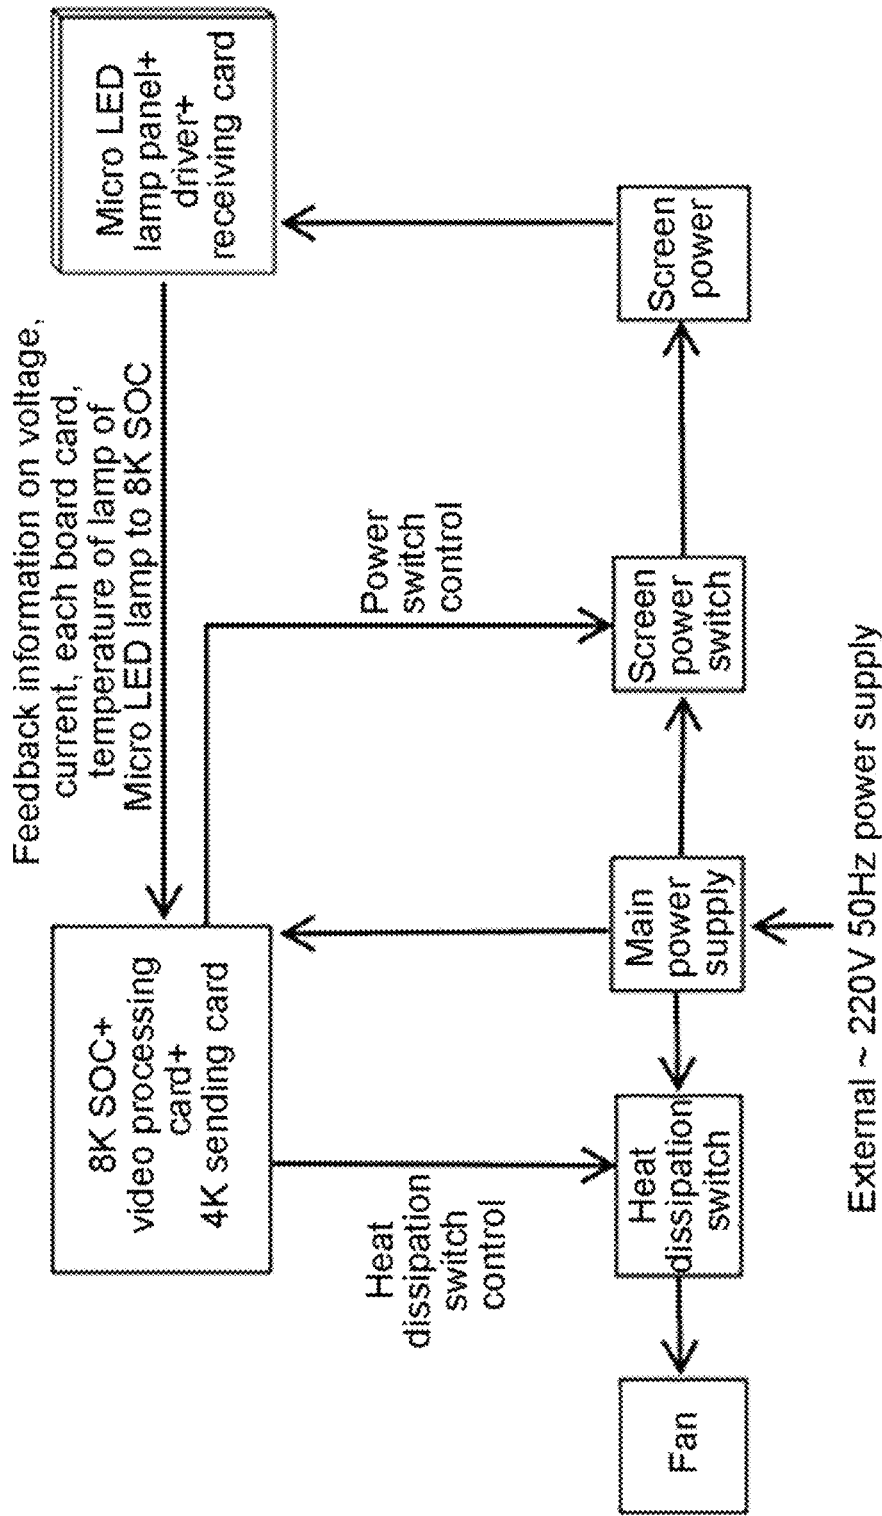 8K SOC+
video processing
card+
4K sending card
Feedback information on voltage,
current, each board card,
temperature of lamp of
Micro LED lamp to 8K SOC
Micro LED
lamp panel+
driver+
receiving card
Heat
dissipation
switch
control
Power
switch
control
Fan
Heat
dissipation
switch
Main
power
supply
Screen
power
switch
Screen
power
External ~ 220V 50Hz power supply